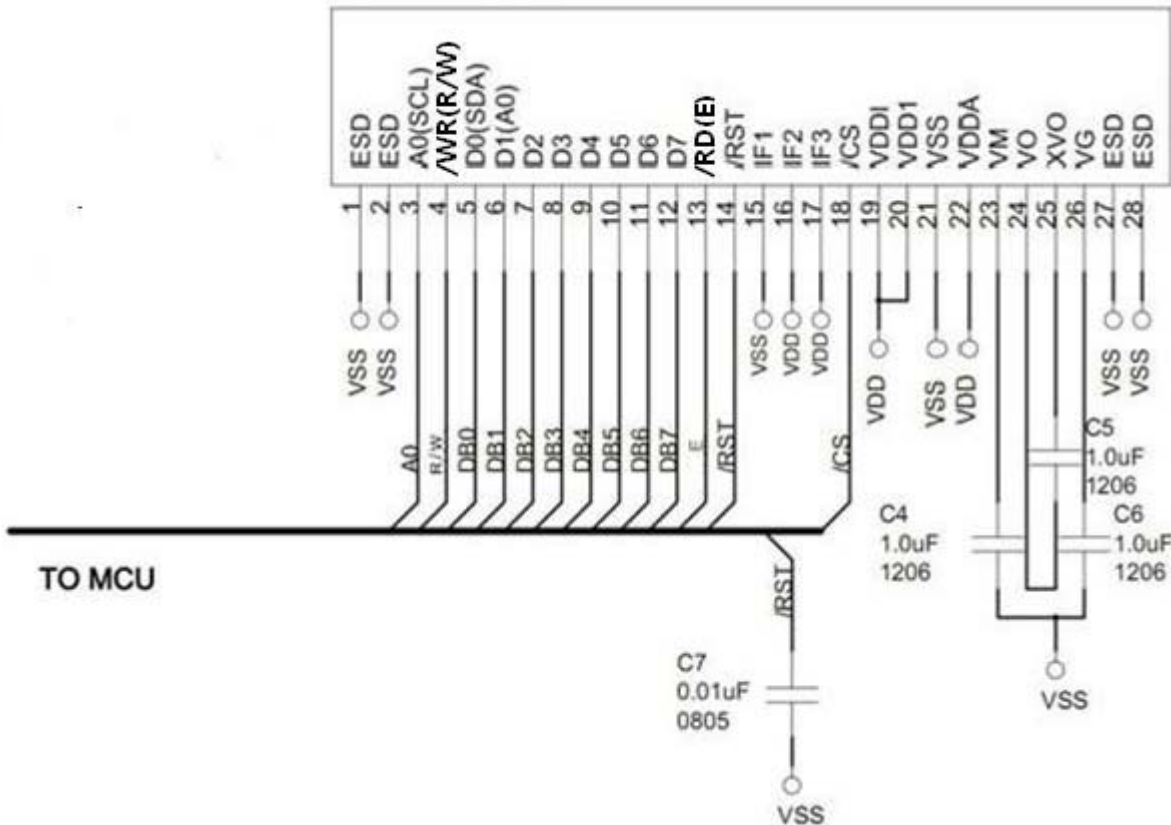 ESD
ESD
A0(SCL)
/WR(R/W)
D0(SDA)
D1(A0)
D2
D3
D4
D5
D6
D7
/RD(E)
/RST
IF1
IF2
IF3
/CS
VDDI
VDD1
VSS
VDDA
VM
VO
XVO
VG
ESD
ESD
1
2
3
4
5
6
7
8
9
10
11
12
13
14
15
16
17
18
19
20
21
22
23
24
25
26
27
28
VSS
VSS
VSS
VDD
VDD
VDD
VSS
VDD
VSS
VSS
A0
R/W
DB0
DB1
DB2
DB3
DB4
DB5
DB6
DB7
E
/RST
/CS
C5
1.0uF
1206
C4
1.0uF
1206
C6
1.0uF
1206
TO MCU
/RST
C7
0.01uF
0805
VSS
VSS